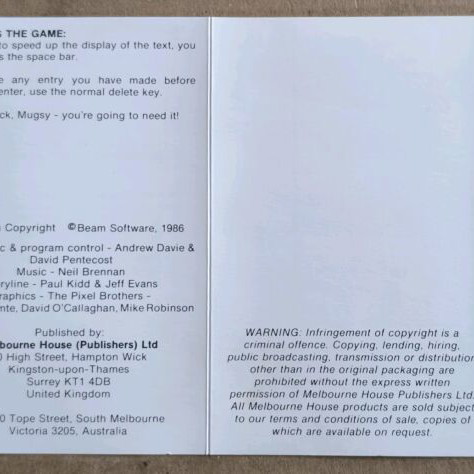 THE GAME:
to speed up the display of the text, you
the space bar.
any entry you have made before
enter, use the normal delete key.
Mugsy - you're going to need it!
Copyright © Beam Software, 1986
& program control - Andrew Davie &
David Pentecost
Music - Neil Brennan
- Paul Kidd & Jeff Evans
- The Pixel Brothers -
David O'Callaghan, Mike Robinson
Published by:
House (Publishers) Ltd
High Street, Hampton Wick
Kingston-upon-Thames
Surrey KT1 4DB
United Kingdom
Tope Street, South Melbourne
Victoria 3205, Australia
WARNING: Infringement of copyright is a
criminal offence. Copying, lending, hiring,
public broadcasting, transmission or distribution
other than in the original packaging are
prohibited without the express written
permission of Melbourne House Publishers Ltd.
All Melbourne House products are sold subject
to our terms and conditions of sale, copies of
which are available on request.